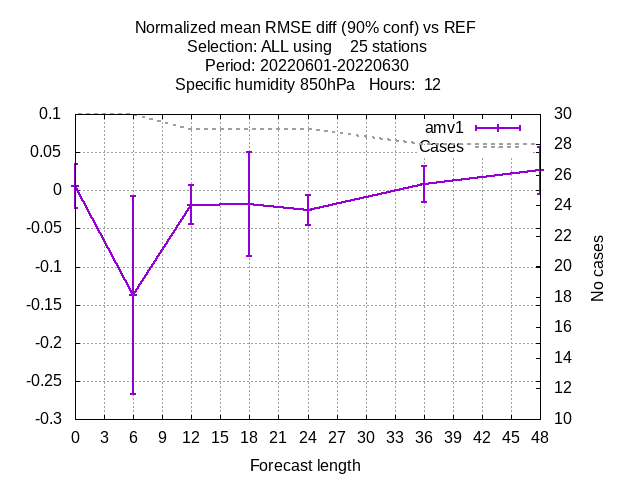 Normalized mean RMSE diff (90% conf) vs REF
Selection: ALL using    25 stations
Period: 20220601-20220630
Specific humidity 850hPa   Hours:  12
0.1
0.05
0
-0.05
-0.1
-0.15
-0.2
-0.25
-0.3
amv1
Cases
30
28
26
24
22
20
18
16
14
12
10
No cases
0 3 6 9 12 15 18 21 24 27 30 33 36 39 42 45 48
Forecast length